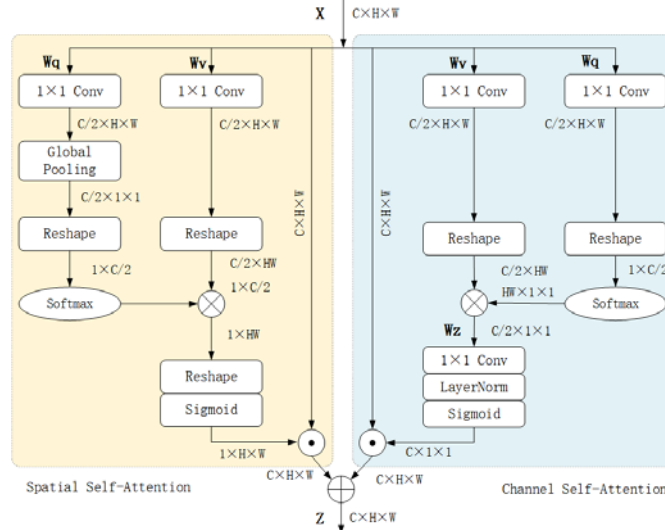 X C×H×W
Wq Wv Wv Wq
1×1 Conv 1×1 Conv 1×1 Conv 1×1 Conv
C/2×H×W C/2×H×W C/2×H×W C/2×H×W
Global
Pooling
C/2×1×1
C×H×W C×H×W
Reshape Reshape Reshape Reshape
1×C/2 C/2×HW C/2×HW 1×C/2
1×C/2 HW×1×1
Softmax Softmax
1×HW Wz C/2×1×1
Reshape 1×1 Conv
Sigmoid LayerNorm
Sigmoid
1×H×W C×1×1
C×H×W C×H×W
Spatial Self-Attention Channel Self-Attention
Z C×H×W